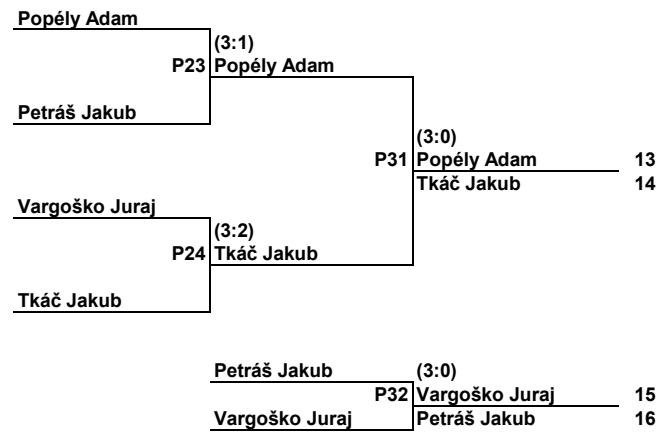 Popély Adam
(3:1)
P23 Popély Adam
Petráš Jakub
(3:0)
P31 Popély Adam 13
Tkáč Jakub 14
Vargoško Juraj
(3:2)
P24 Tkáč Jakub
Tkáč Jakub
Petráš Jakub (3:0)
P32 Vargoško Juraj 15
Vargoško Juraj Petráš Jakub 16